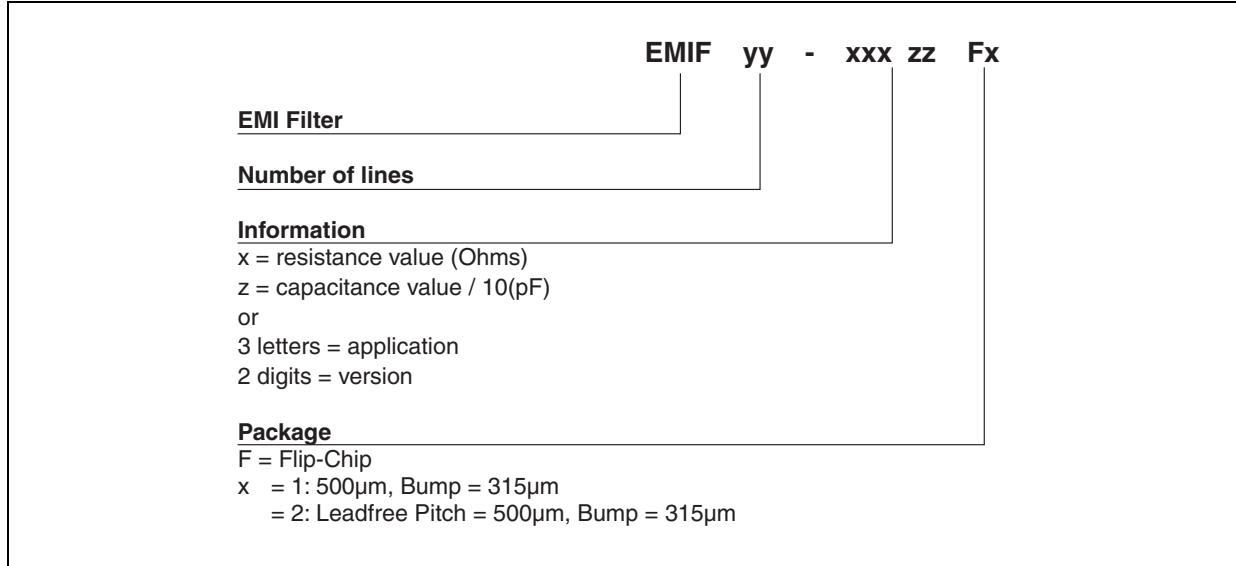 EMIF yy - xxx zz Fx
EMI Filter
Number of lines
Information
x = resistance value (Ohms)
z = capacitance value / 10(pF)
or
3 letters = application
2 digits = version
Package
F = Flip-Chip
x = 1: 500µm, Bump = 315µm
= 2: Leadfree Pitch = 500µm, Bump = 315µm